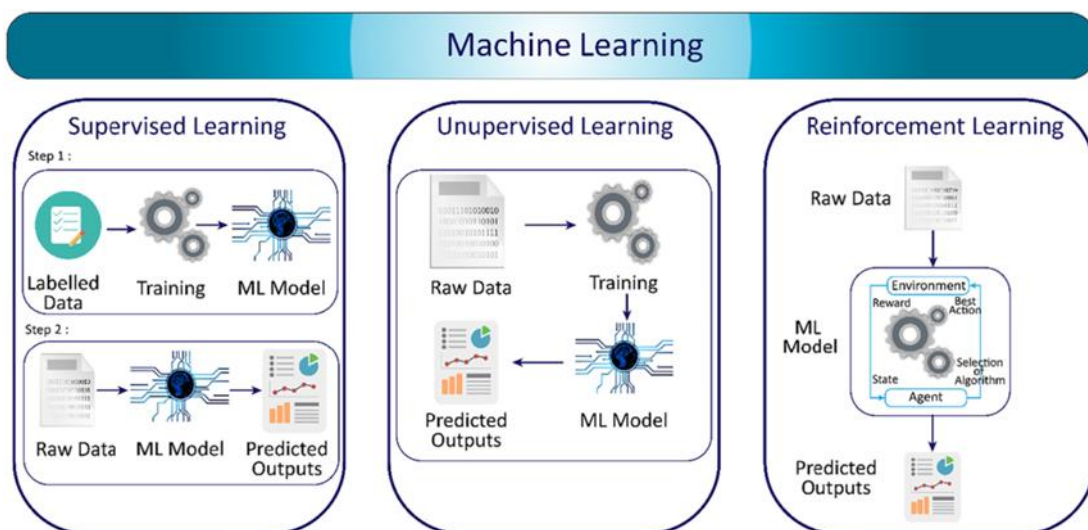 Machine Learning
Supervised Learning
Step 1 :
Labelled
Data
Training
ML Model
Step 2 :
Raw Data
ML Model
Predicted
Outputs
Unupervised Learning
Raw Data
Training
Predicted
Outputs
ML Model
Reinforcement Learning
Raw Data
ML
Model
Environment
Reward
Best
Action
State
Selection
of
Algorithm
Agent
Predicted
Outputs